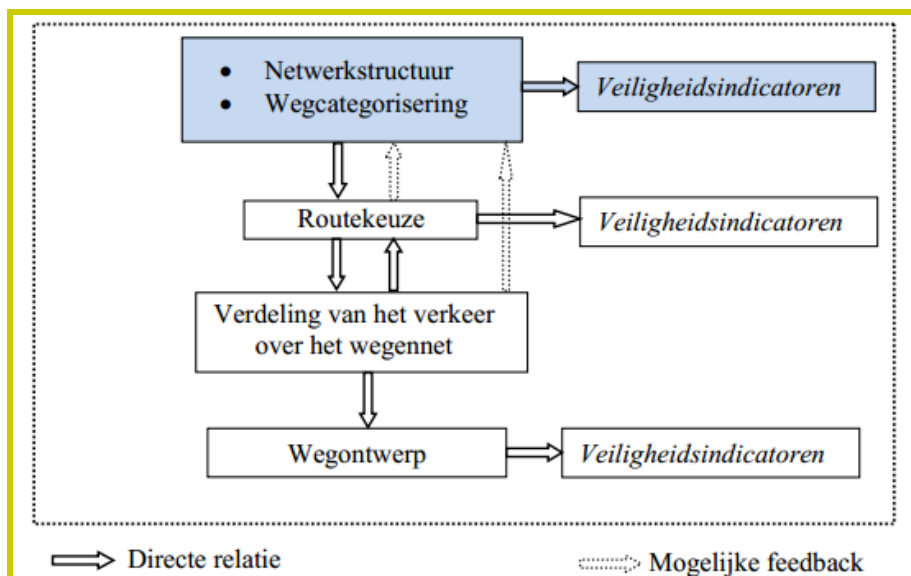 • Netwerkstructuur
• Wegcategorisering
Veiligheidsindicatoren
Routekeuze
Veiligheidsindicatoren
Verdeling van het verkeer
over het wegennet
Wegontwerp
Veiligheidsindicatoren
Directe relatie
Mogelijke feedback